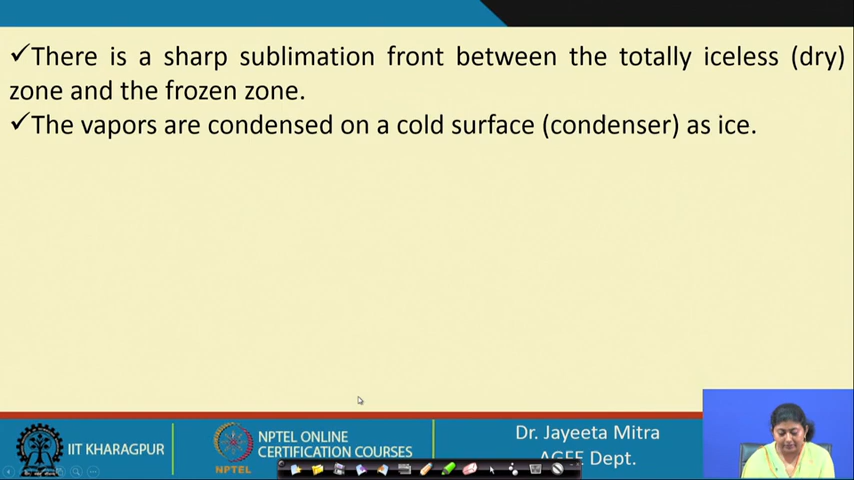 ✓There is a sharp sublimation front between the totally iceless (dry)
zone and the frozen zone.
✓The vapors are condensed on a cold surface (condenser) as ice.
IIT KHARAGPUR
NPTEL
NPTEL ONLINE
CERTIFICATION COURSES
Dr. Jayeeta Mitra
AGFE Dept.